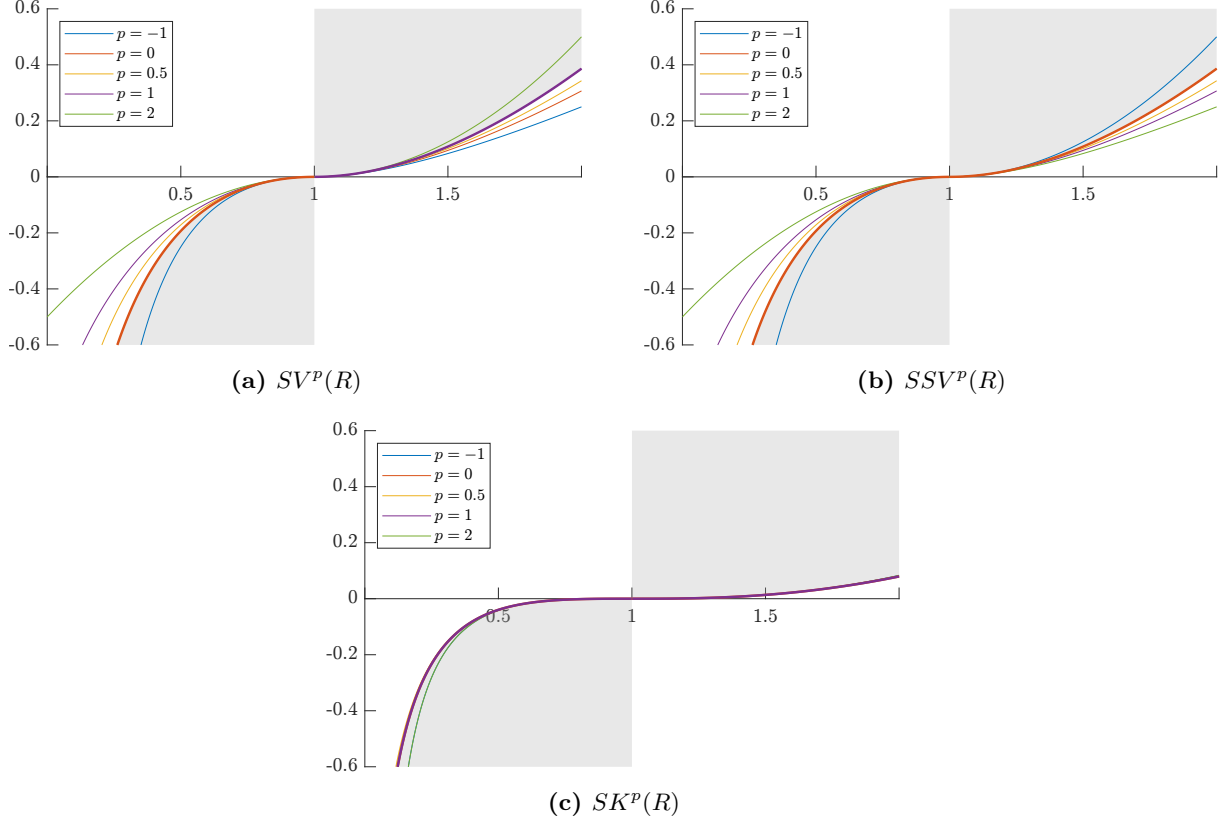 0.6
0.4
0.2
0
-0.2
-0.4
-0.6
0.5
1
1.5
p = −1
p = 0
p = 0.5
p = 1
p = 2
(a) SV^p(R)
0.6
0.4
0.2
0
-0.2
-0.4
-0.6
0.5
1
1.5
p = −1
p = 0
p = 0.5
p = 1
p = 2
(b) SSV^p(R)
0.6
0.4
0.2
0
-0.2
-0.4
-0.6
0.5
1
1.5
p = −1
p = 0
p = 0.5
p = 1
p = 2
(c) SK^p(R)